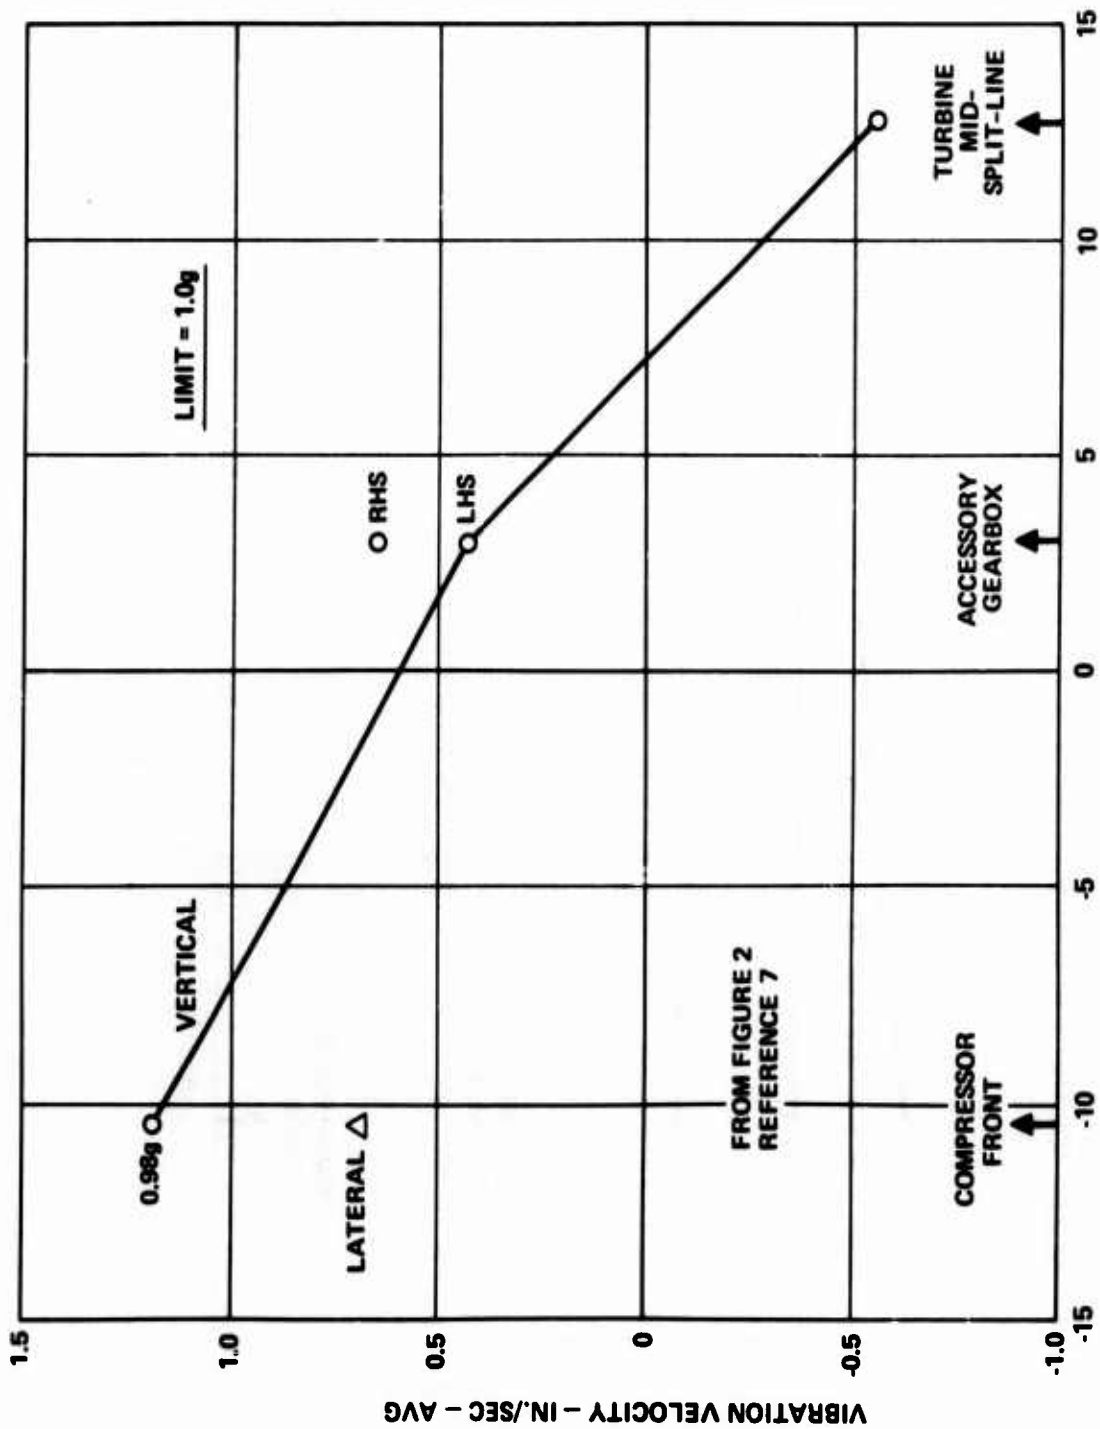 1.5
1.0
0.5
0
-0.5
-1.0
VIBRATION VELOCITY – IN./SEC – AVG
-15
-10
-5
0
5
10
15
0.98g
VERTICAL
LATERAL
LIMIT = 1.0g
RHS
LHS
FROM FIGURE 2
REFERENCE 7
COMPRESSOR
FRONT
ACCESSORY
GEARBOX
TURBINE
MID-
SPLIT-LINE